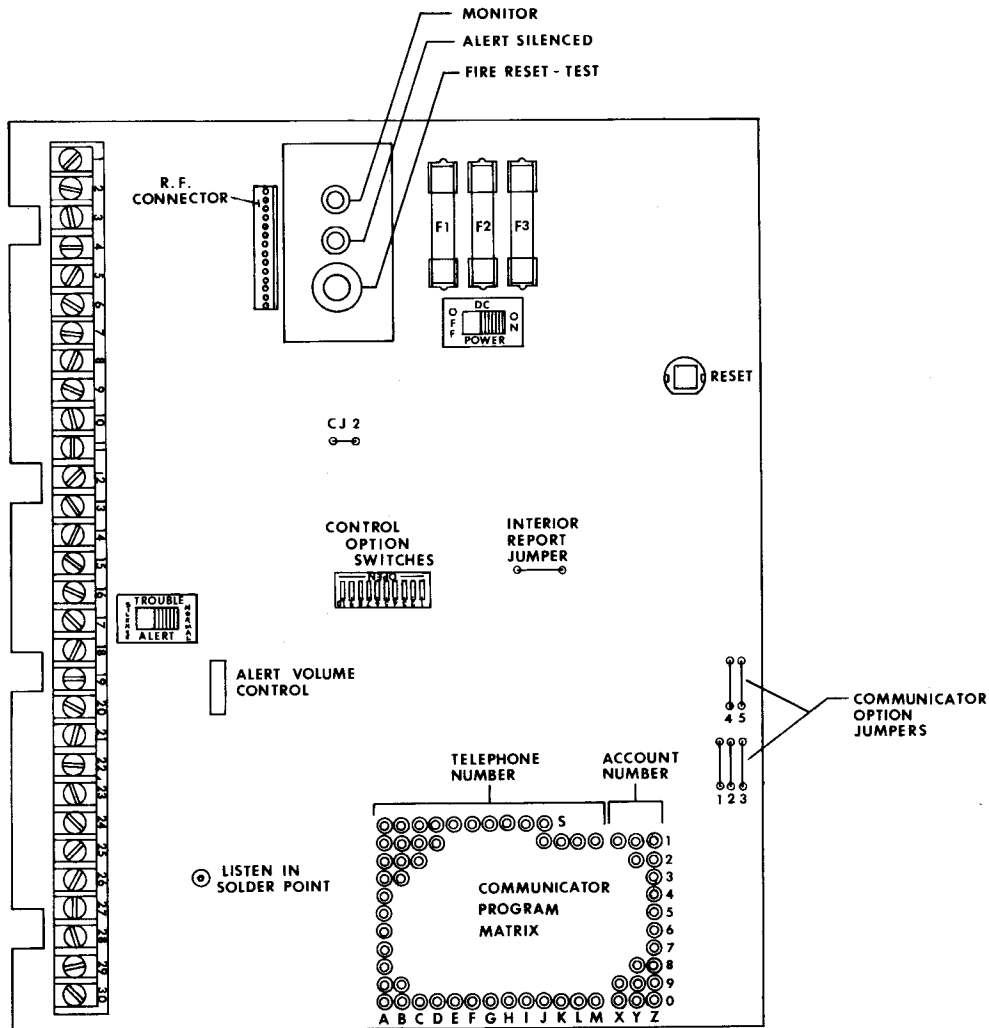 MONITOR
ALERT SILENCED
FIRE RESET - TEST
R.F.
CONNECTOR
1
2
3
4
5
6
7
8
9
10
11
12
13
14
15
16
17
18
19
20
21
22
23
24
25
26
27
28
29
30
F1 F2 F3
DC
OFF ON
POWER
RESET
CJ 2
CONTROL
OPTION
SWITCHES
OPEN
INTERIOR
REPORT
JUMPER
TROUBLE
SILENCE NORMAL
ALERT
ALERT VOLUME
CONTROL
4 5
1 2 3
COMMUNICATOR
OPTION
JUMPERS
TELEPHONE
NUMBER
ACCOUNT
NUMBER
S
1
2
3
4
5
6
7
8
9
0
COMMUNICATOR
PROGRAM
MATRIX
A B C D E F G H I J K L M X Y Z
LISTEN IN
SOLDER POINT